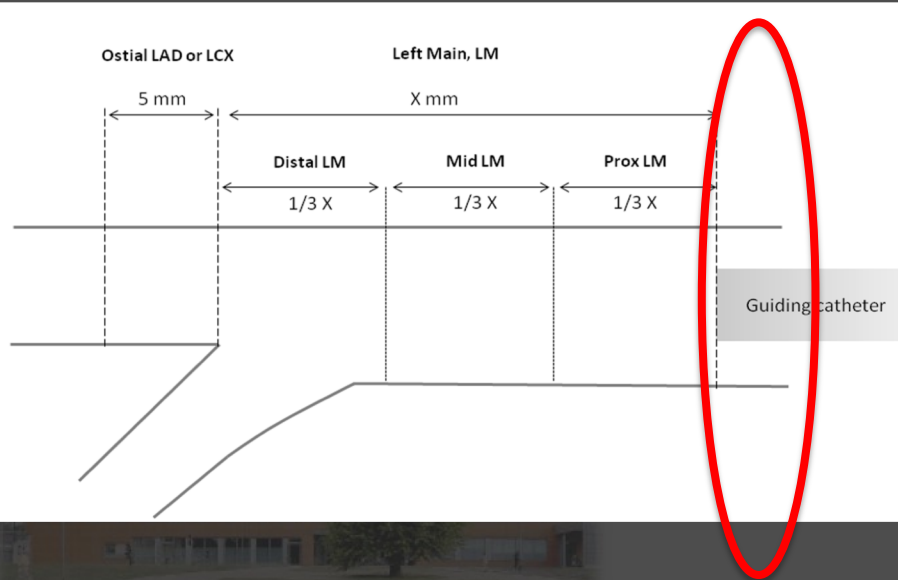 Ostial LAD or LCX
Left Main, LM
5 mm
X mm
Distal LM
Mid LM
Prox LM
1/3 X
1/3 X
1/3 X
Guiding catheter